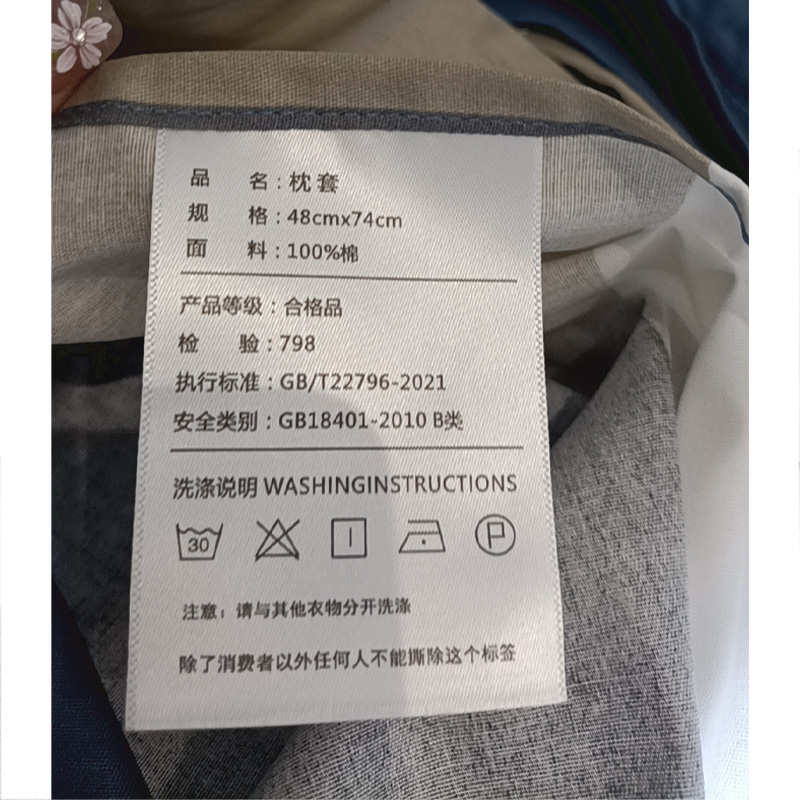 品 名：枕套
规 格：48cmx74cm
面 料：100%棉
产品等级：合格品
检 验：798
执行标准：GB/T22796-2021
安全类别：GB18401-2010 B类
洗涤说明 WASHINGINSTRUCTIONS
30 P
注意：请与其他衣物分开洗涤
除了消费者以外任何人不能撕除这个标签